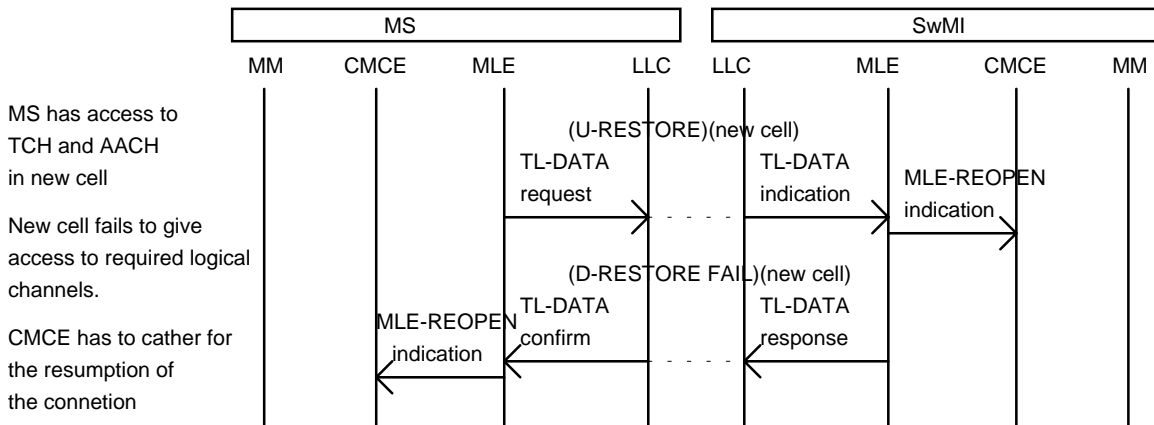 MS
SwMI
MM
CMCE
MLE
LLC
LLC
MLE
CMCE
MM
MS has access to
TCH and AACH
in new cell
(U-RESTORE)(new cell)
TL-DATA
request
TL-DATA
indication
MLE-REOPEN
indication
New cell fails to give
access to required logical
channels.
(D-RESTORE FAIL)(new cell)
TL-DATA
confirm
TL-DATA
response
MLE-REOPEN
indication
CMCE has to cather for
the resumption of
the connetion